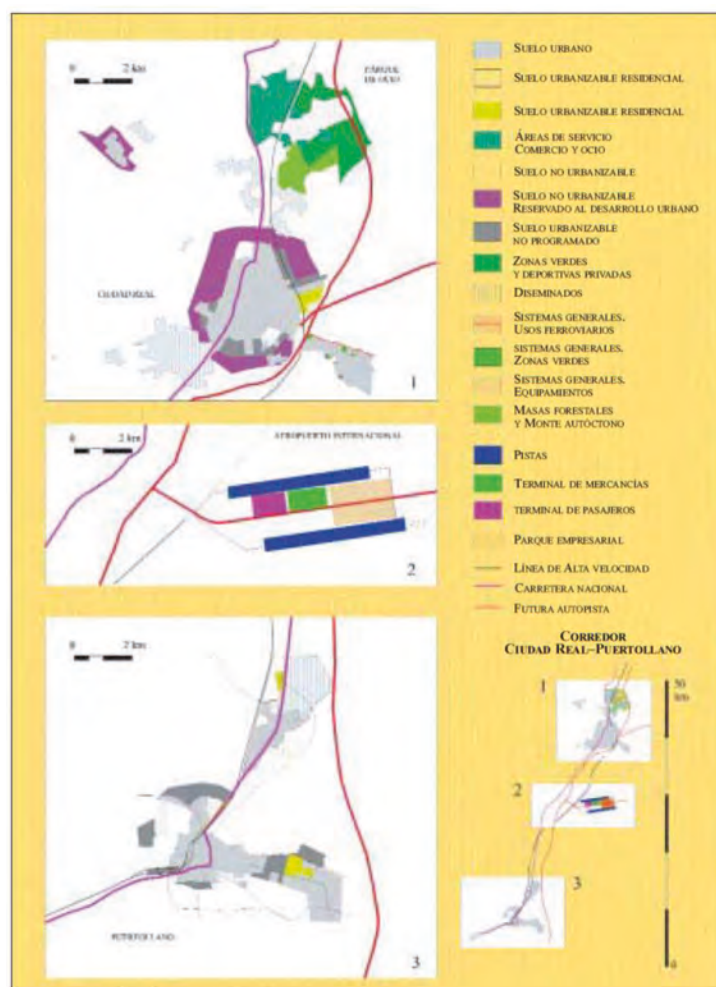 0 2 km
PARQUE
DE OCIO
CIUDAD REAL
1
0 2 km
AEROPUERTO INTERNACIONAL
2
0 2 km
PUERTOLLANO
3
SUELO URBANO
SUELO URBANIZABLE RESIDENCIAL
SUELO URBANIZABLE RESIDENCIAL
ÁREAS DE SERVICIO
COMERCIO Y OCIO
SUELO NO URBANIZABLE
SUELO NO URBANIZABLE
RESERVADO AL DESARROLLO URBANO
SUELO URBANIZABLE
NO PROGRAMADO
ZONAS VERDES
Y DEPORTIVAS PRIVADAS
DISEMINADOS
SISTEMAS GENERALES.
USOS FERROVIARIOS
SISTEMAS GENERALES.
ZONAS VERDES
SISTEMAS GENERALES.
EQUIPAMIENTOS
MASAS FORESTALES
Y MONTE AUTÓCTONO
PISTAS
TERMINAL DE MERCANCÍAS
TERMINAL DE PASAJEROS
PARQUE EMPRESARIAL
LÍNEA DE ALTA VELOCIDAD
CARRETERA NACIONAL
FUTURA AUTOPISTA
CORREDOR
CIUDAD REAL–PUERTOLLANO
1
50
km
2
3
0